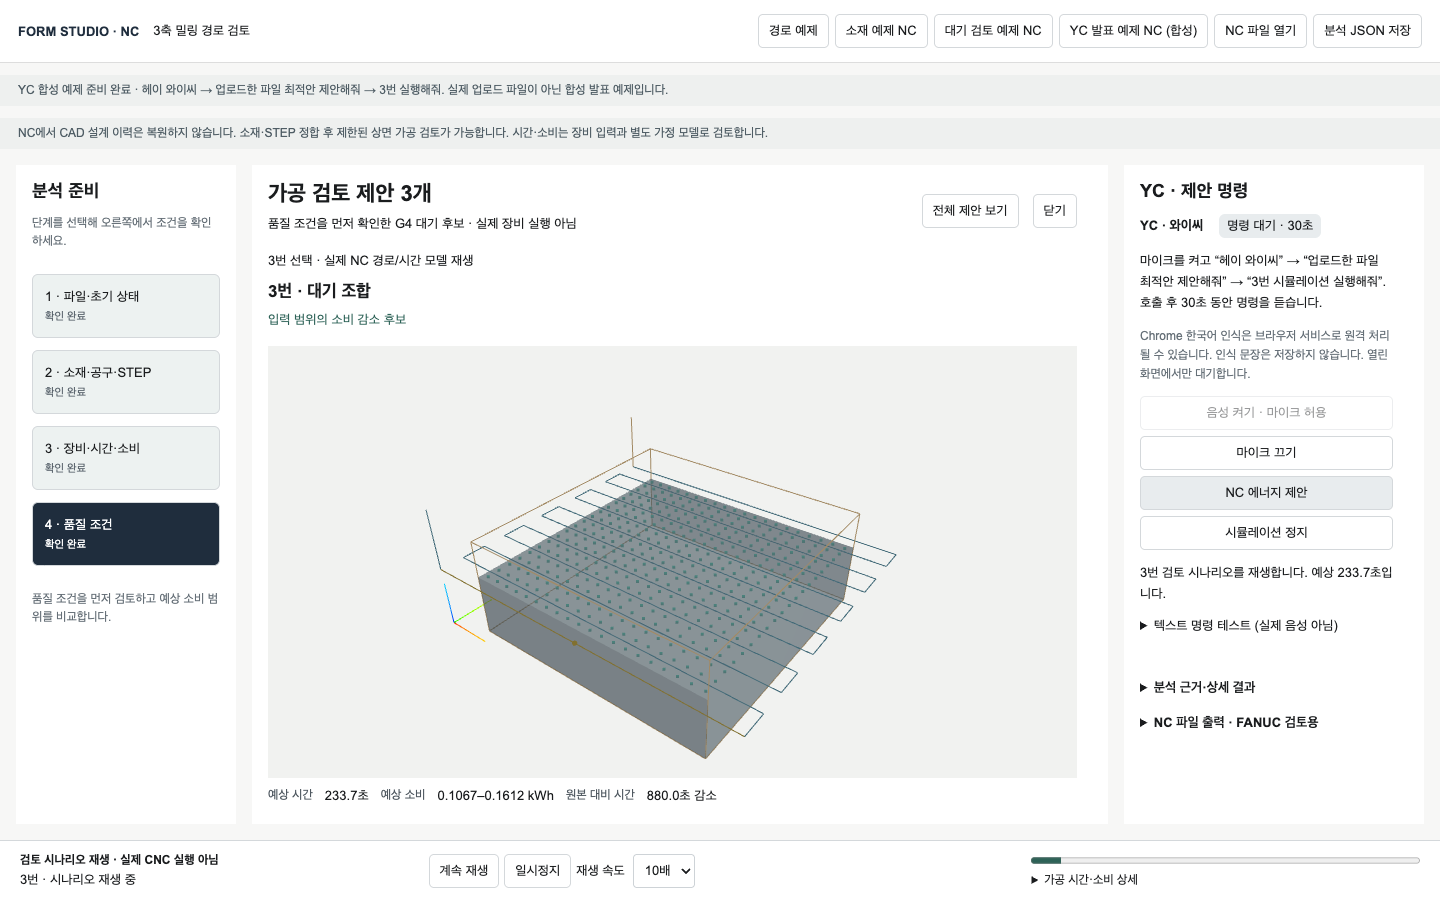 FORM STUDIO · NC
3축 밀링 경로 검토
경로 예제
소재 예제 NC
대기 검토 예제 NC
YC 발표 예제 NC (합성)
NC 파일 열기
분석 JSON 저장
YC 합성 예제 준비 완료 · 헤이 와이씨 → 업로드한 파일 최적안 제안해줘 → 3번 실행해줘. 실제 업로드 파일이 아닌 합성 발표 예제입니다.
NC에서 CAD 설계 이력은 복원하지 않습니다. 소재·STEP 정합 후 제한된 상면 가공 검토가 가능합니다. 시간·소비는 장비 입력과 별도 가정 모델로 검토합니다.
분석 준비
단계를 선택해 오른쪽에서 조건을 확인
하세요.
1 · 파일·초기 상태
확인 완료
2 · 소재·공구·STEP
확인 완료
3 · 장비·시간·소비
확인 완료
4 · 품질 조건
확인 완료
품질 조건을 먼저 검토하고 예상 소비 범
위를 비교합니다.
가공 검토 제안 3개
품질 조건을 먼저 확인한 G4 대기 후보 · 실제 장비 실행 아님
전체 제안 보기
닫기
3번 선택 · 실제 NC 경로/시간 모델 재생
3번 · 대기 조합
입력 범위의 소비 감소 후보
예상 시간 233.7초 예상 소비 0.1067–0.1612 kWh 원본 대비 시간 880.0초 감소
YC · 제안 명령
YC · 와이씨
명령 대기 · 30초
마이크를 켜고 “헤이 와이씨” → “업로드한 파일
최적안 제안해줘” → “3번 시뮬레이션 실행해줘”.
호출 후 30초 동안 명령을 듣습니다.
Chrome 한국어 인식은 브라우저 서비스로 원격 처리
될 수 있습니다. 인식 문장은 저장하지 않습니다. 열린
화면에서만 대기합니다.
음성 켜기 · 마이크 허용
마이크 끄기
NC 에너지 제안
시뮬레이션 정지
3번 검토 시나리오를 재생합니다. 예상 233.7초입
니다.
▶ 텍스트 명령 테스트 (실제 음성 아님)
▶ 분석 근거·상세 결과
▶ NC 파일 출력 · FANUC 검토용
검토 시나리오 재생 · 실제 CNC 실행 아님
3번 · 시나리오 재생 중
계속 재생
일시정지
재생 속도
10배
▶ 가공 시간·소비 상세